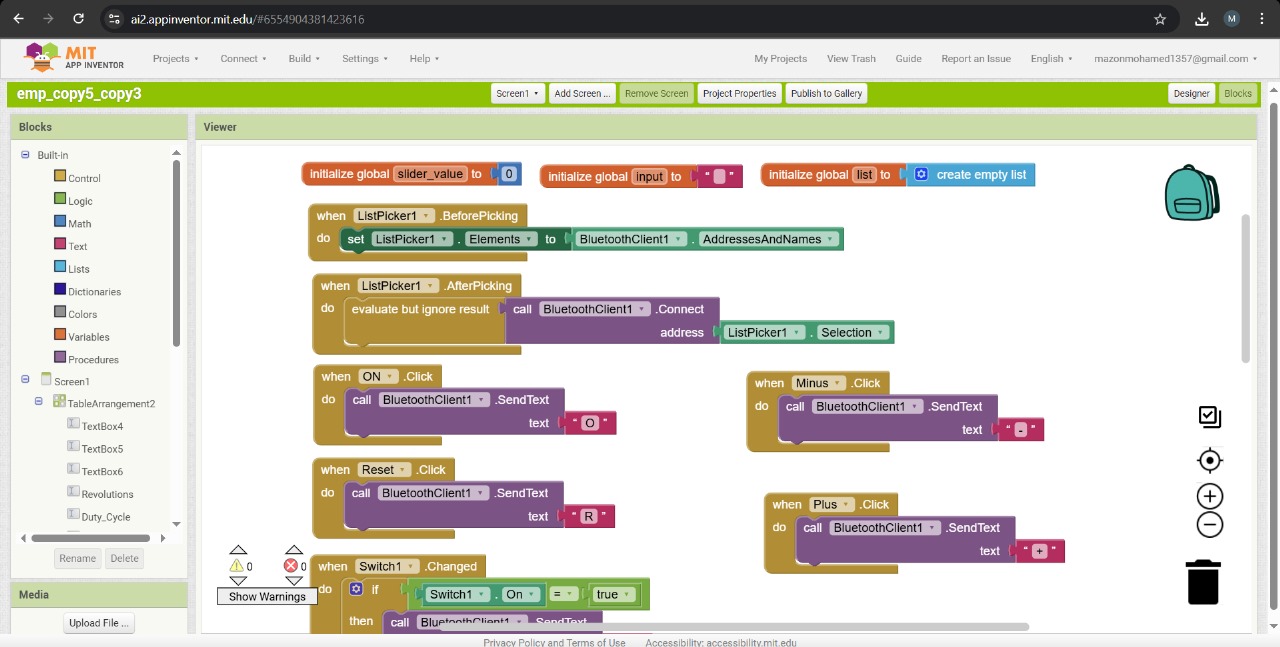 ai2.appinventor.mit.edu/#6554904381423616
M
MIT
APP INVENTOR
Projects Connect Build Settings Help
My Projects View Trash Guide Report an Issue English mazonmohamed1357@gmail.com
emp_copy5_copy3
Screen1 Add Screen ... Remove Screen Project Properties Publish to Gallery
Designer Blocks
Blocks
Built-in
Control
Logic
Math
Text
Lists
Dictionaries
Colors
Variables
Procedures
Screen1
TableArrangement2
TextBox4
TextBox5
TextBox6
Revolutions
Duty_Cycle
Rename Delete
Media
Upload File ...
Viewer
initialize global slider_value to 0
initialize global input to " "
initialize global list to create empty list
when ListPicker1 .BeforePicking
do set ListPicker1 . Elements to BluetoothClient1 . AddressesAndNames
when ListPicker1 .AfterPicking
do evaluate but ignore result call BluetoothClient1 .Connect
address ListPicker1 . Selection
when ON .Click
do call BluetoothClient1 .SendText
text " O "
when Minus .Click
do call BluetoothClient1 .SendText
text " - "
when Reset .Click
do call BluetoothClient1 .SendText
text " R "
when Plus .Click
do call BluetoothClient1 .SendText
text " + "
when Switch1 .Changed
do if Switch1 . On = true
then call BluetoothClient1 .SendText
0 0
Show Warnings
Privacy Policy and Terms of Use Accessibility: accessibility.mit.edu